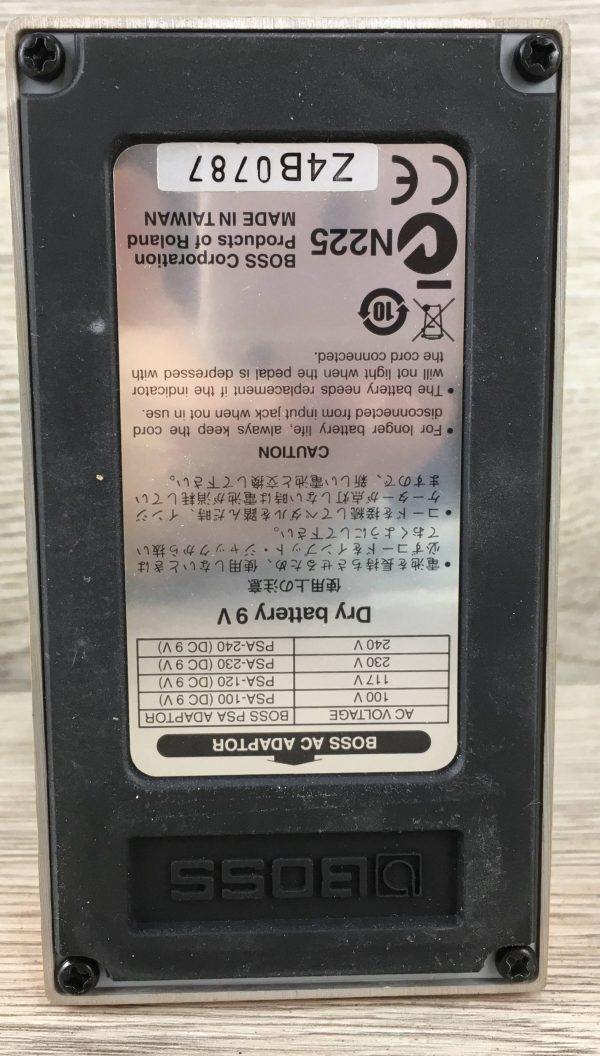 BOSS
BOSS AC ADAPTOR
AC VOLTAGE BOSS PSA ADAPTOR
100 V PSA-100 (DC 9 V)
117 V PSA-120 (DC 9 V)
230 V PSA-230 (DC 9 V)
240 V PSA-240 (DC 9 V)
Dry battery 9 V
使用上の注意
• 電池を長持ちさせるため、使用しないときは
必ずコードをインプット・ジャックから抜い
ておくようにして下さい。
• コードを接続してペダルを踏んだ時、インジ
ケーターが点灯しない時は電池が消耗してい
ますので、新しい電池と交換して下さい。
CAUTION
• For longer battery life, always keep the cord
disconnected from input jack when not in use.
• The battery needs replacement if the indicator
will not light when the pedal is depressed with
the cord connected.
10
N225
BOSS Corporation
Products of Roland
MADE IN TAIWAN
CE
Z4B0787